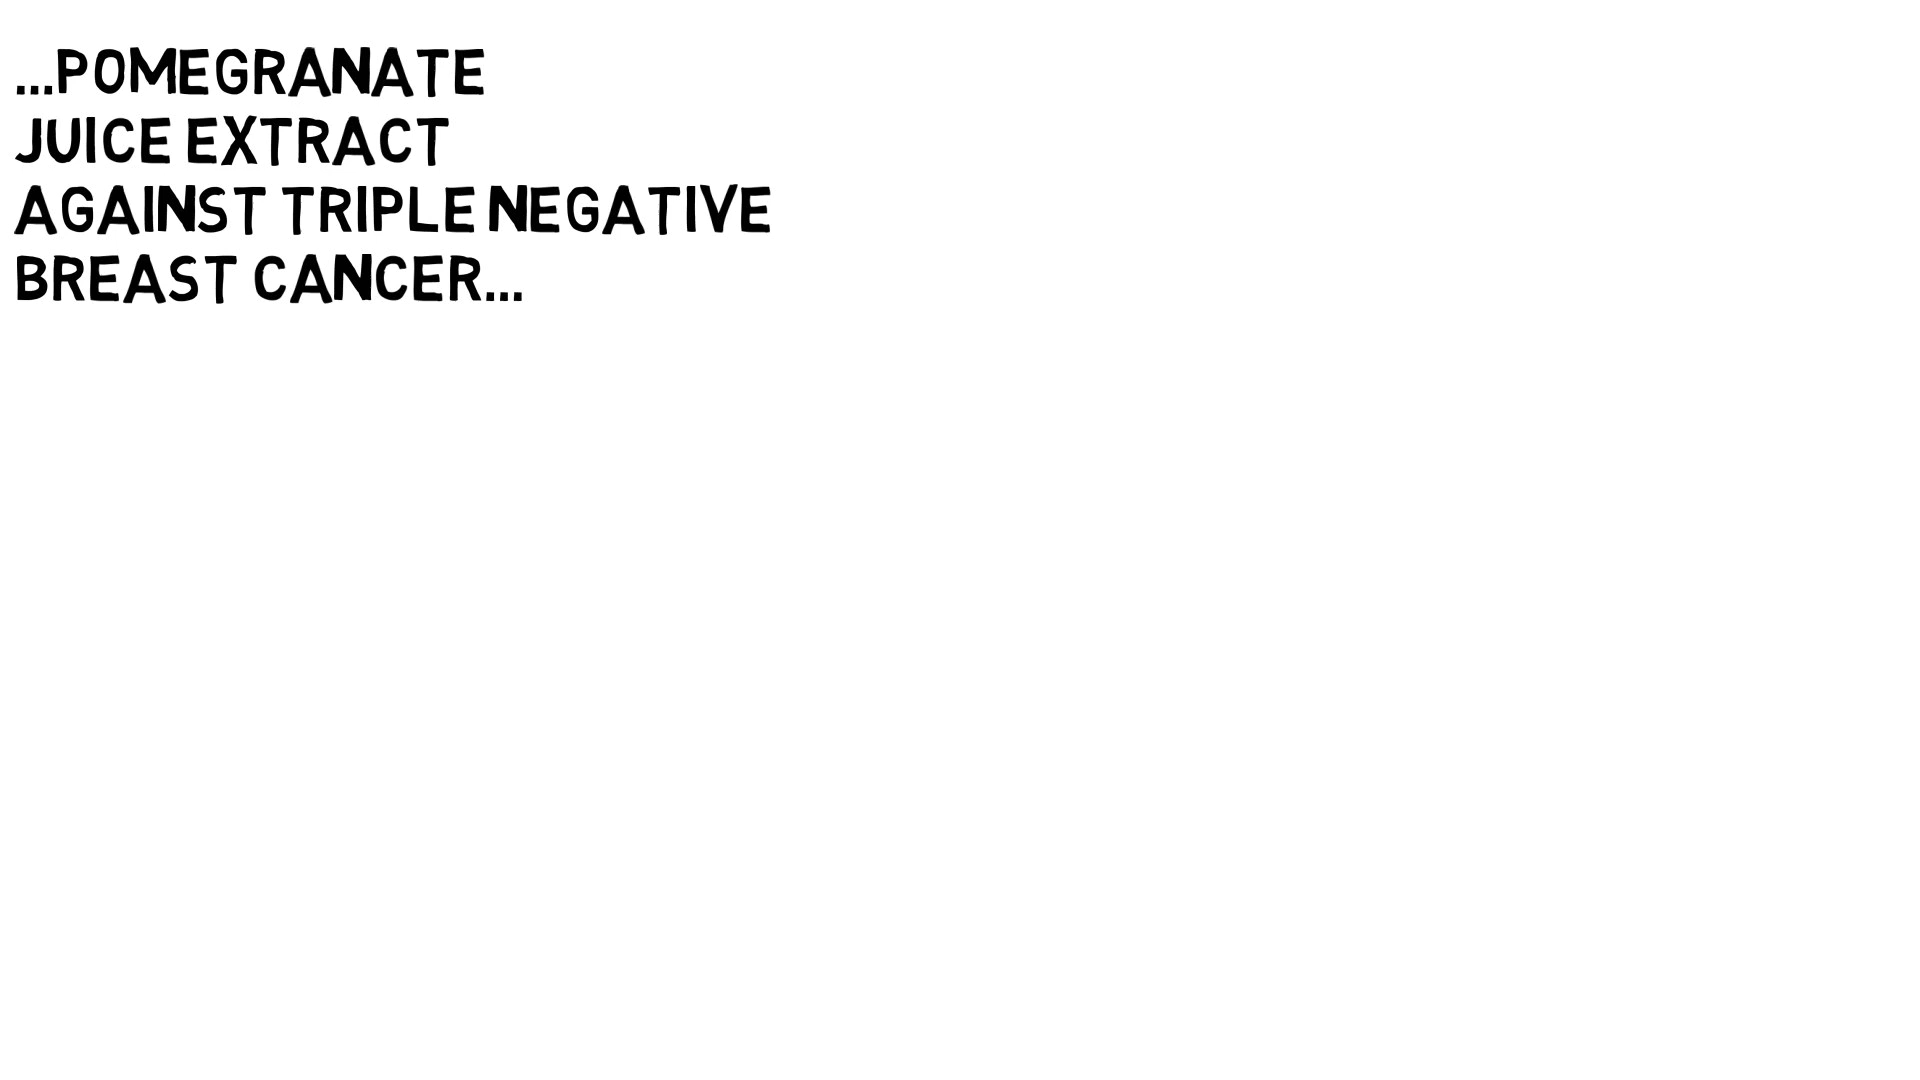 ...POMEGRANATE
JUICE EXTRACT
AGAINST TRIPLE NEGATIVE
BREAST CANCER...